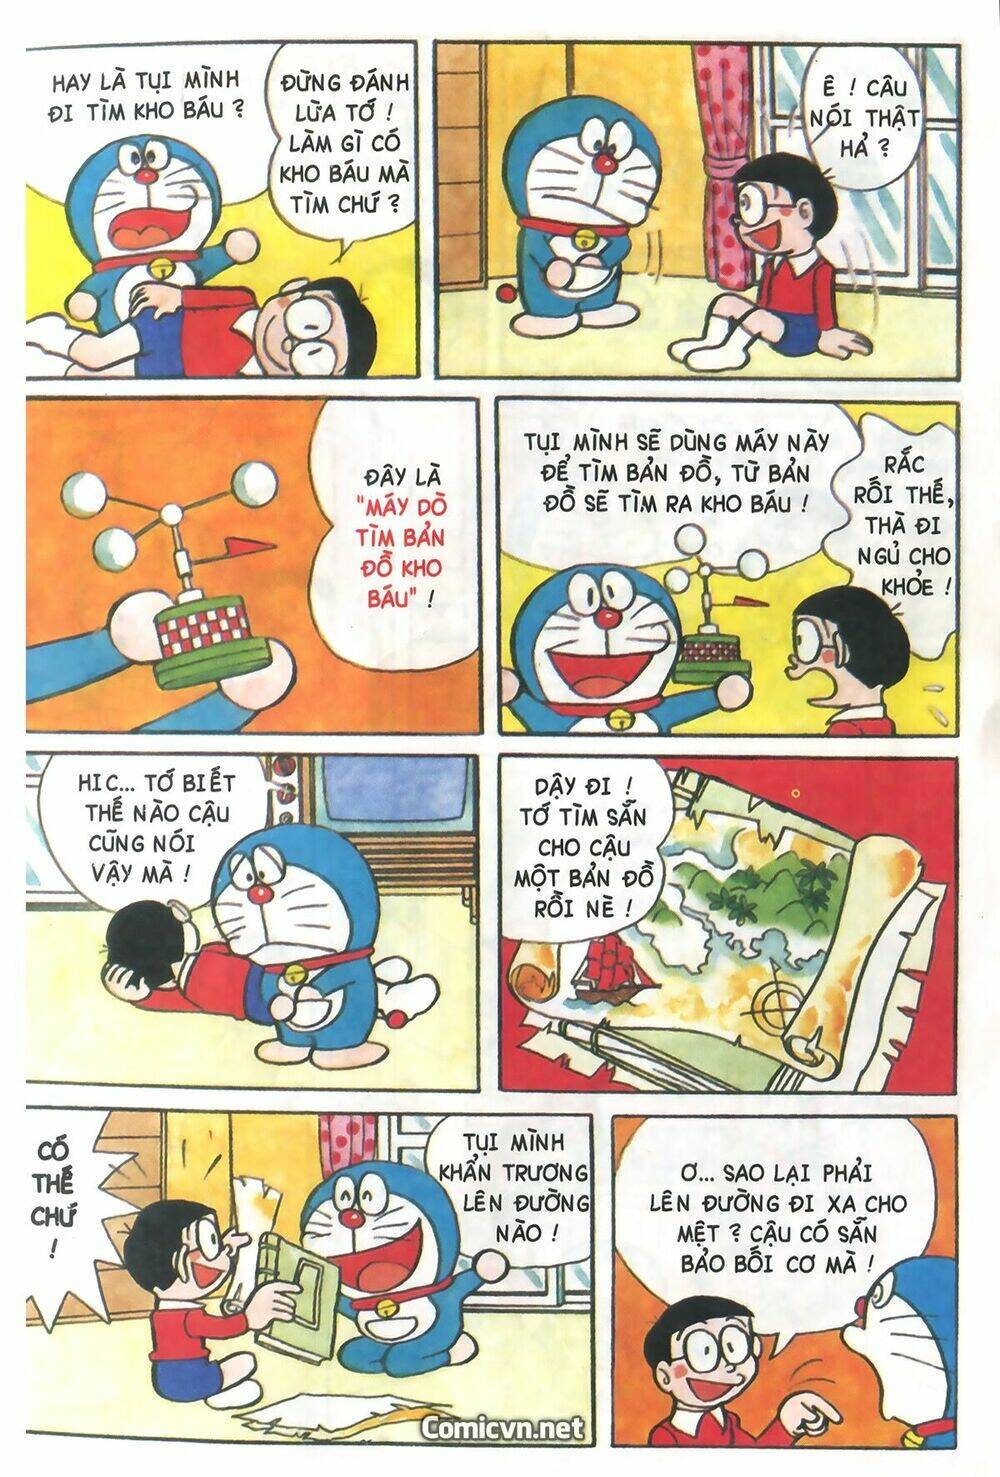 HAY LÀ TỤI MÌNH
ĐI TÌM KHO BÁU ?
ĐỪNG ĐÁNH
LỪA TỚ !
LÀM GÌ CÓ
KHO BÁU MÀ
TÌM CHỨ ?
Ê ! CÂU
NÓI THẬT
HẢ ?
ĐÂY LÀ
"MÁY DÒ
TÌM BẢN
ĐỒ KHO
BÁU" !
TỤI MÌNH SẼ DÙNG MÁY NÀY
ĐỂ TÌM BẢN ĐỒ, TỪ BẢN
ĐỒ SẼ TÌM RA KHO BÁU !
RẮC
RỐI THẾ,
THÀ ĐI
NGỦ CHO
KHỎE !
HIC... TỚ BIẾT
THẾ NÀO CẬU
CŨNG NÓI
VẬY MÀ !
DẬY ĐI !
TỚ TÌM SẴN
CHO CẬU
MỘT BẢN ĐỒ
RỒI NÈ !
CÓ
THẾ
CHỨ
!
TỤI MÌNH
KHẨN TRƯƠNG
LÊN ĐƯỜNG
NÀO !
Ơ... SAO LẠI PHẢI
LÊN ĐƯỜNG ĐI XA CHO
MỆT ? CẬU CÓ SẴN
BẢO BỐI CƠ MÀ !
Comicvn.net